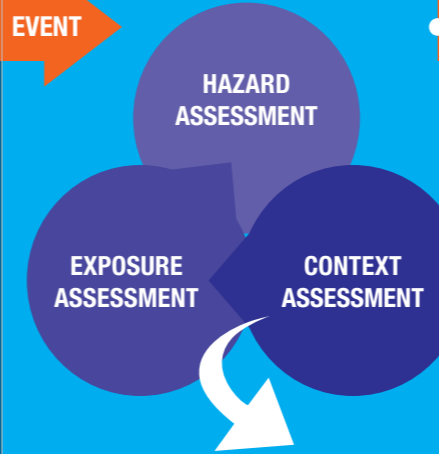 EVENT
HAZARD
ASSESSMENT
EXPOSURE
ASSESSMENT
CONTEXT
ASSESSMENT